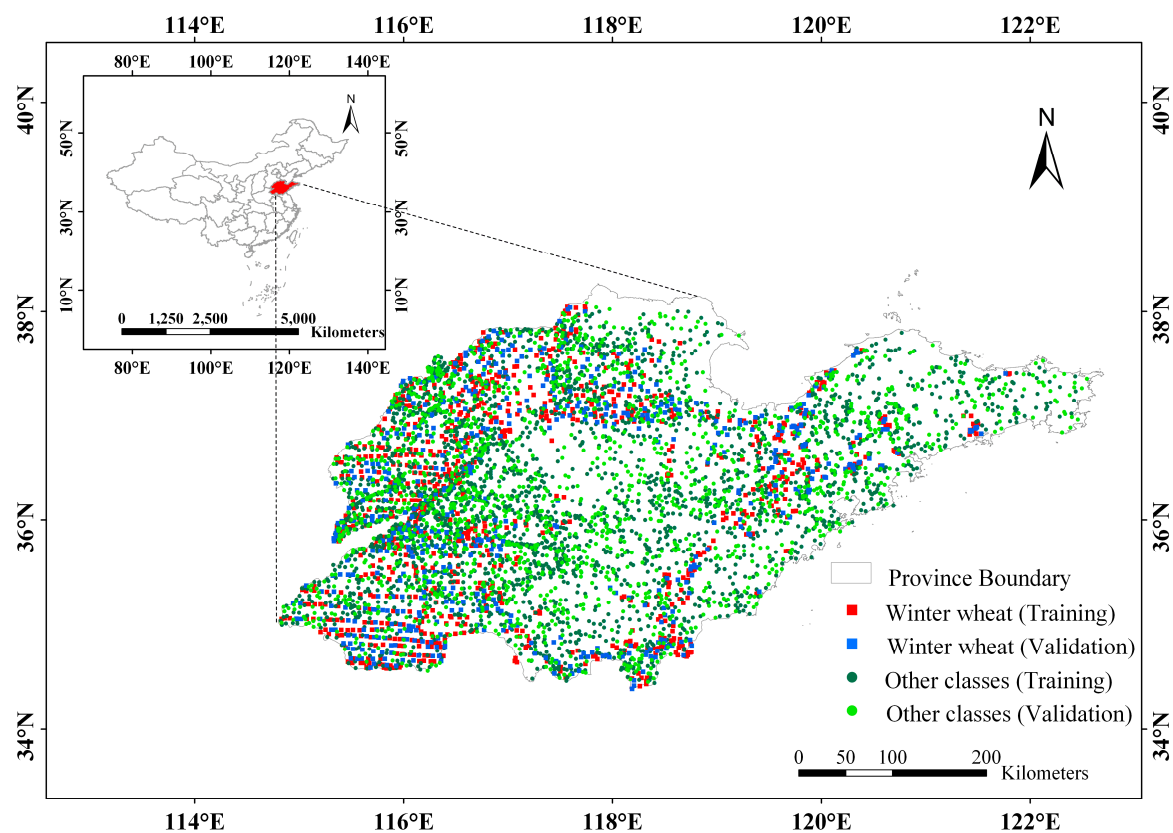 114°E 116°E 118°E 120°E 122°E
80°E 100°E 120°E 140°E
N
50°N 50°N
30°N 30°N
10°N 10°N
0 1,250 2,500 5,000
Kilometers
80°E 100°E 120°E 140°E
40°N 40°N
N
38°N 38°N
36°N 36°N
34°N 34°N
Province Boundary
Winter wheat (Training)
Winter wheat (Validation)
Other classes (Training)
Other classes (Validation)
0 50 100 200
Kilometers
114°E 116°E 118°E 120°E 122°E